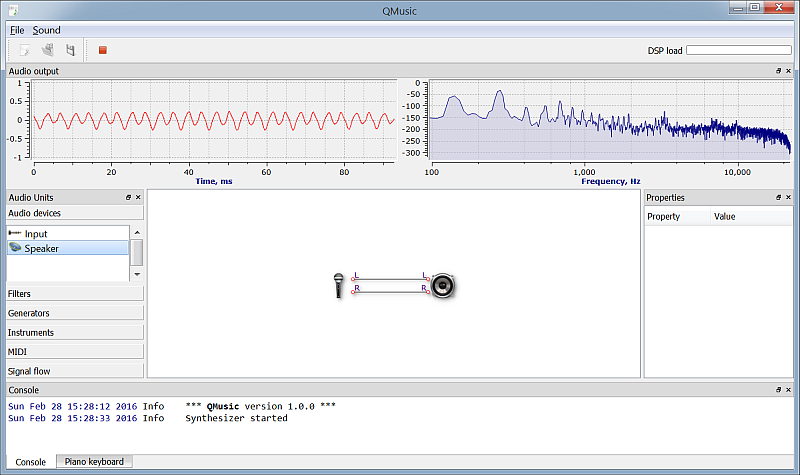 QMusic
File Sound
DSP load
Audio output
1
0.5
0
-0.5
-1
0 20 40 60 80
Time, ms
0
-50
-100
-150
-200
-250
-300
100 1,000 10,000
Frequency, Hz
Audio Units
Audio devices
Input
Speaker
Filters
Generators
Instruments
MIDI
Signal flow
L L
R R
Properties
Property Value
Console
Sun Feb 28 15:28:12 2016 Info *** QMusic version 1.0.0 ***
Sun Feb 28 15:28:33 2016 Info Synthesizer started
Console Piano keyboard